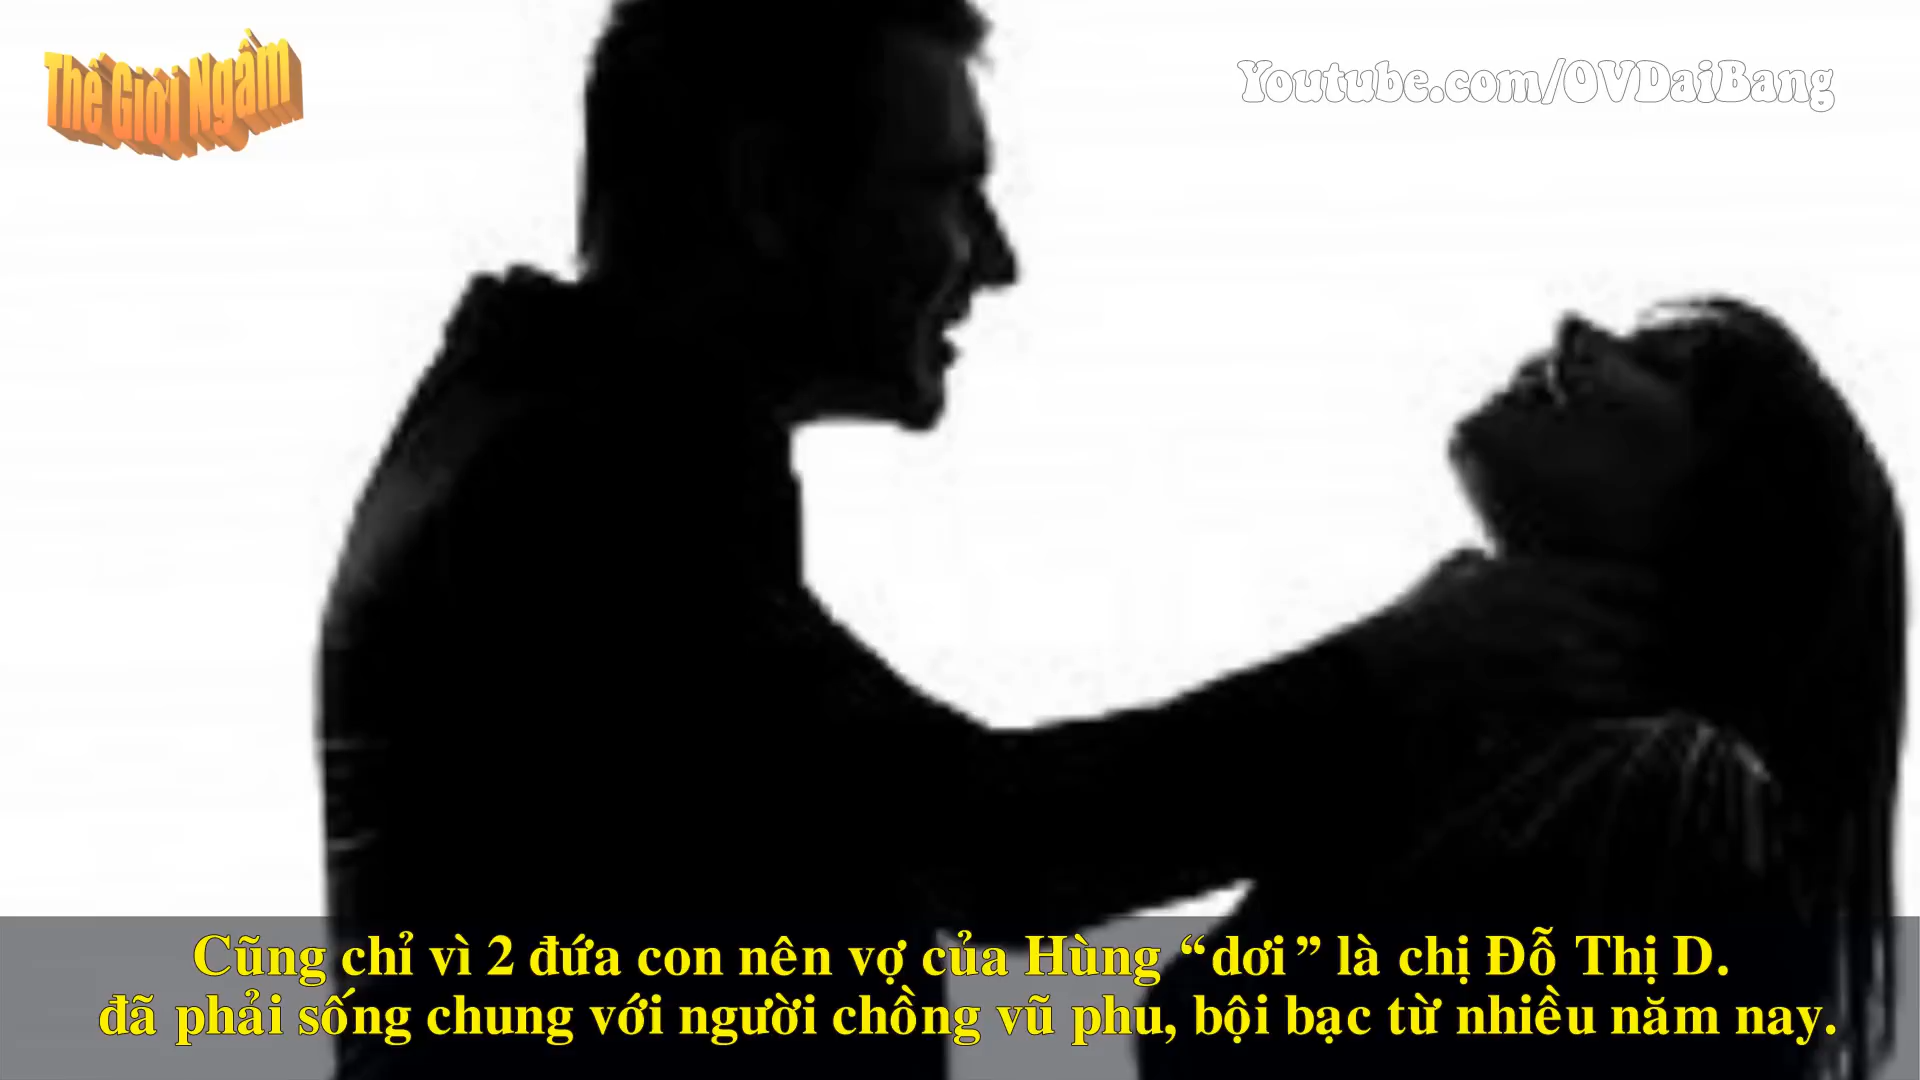 Thế Giới Ngầm
Youtube.com/OVDaiBang
Cũng chỉ vì 2 đứa con nên vợ của Hùng “dơi” là chị Đỗ Thị D.
đã phải sống chung với người chồng vũ phu, bội bạc từ nhiều năm nay.